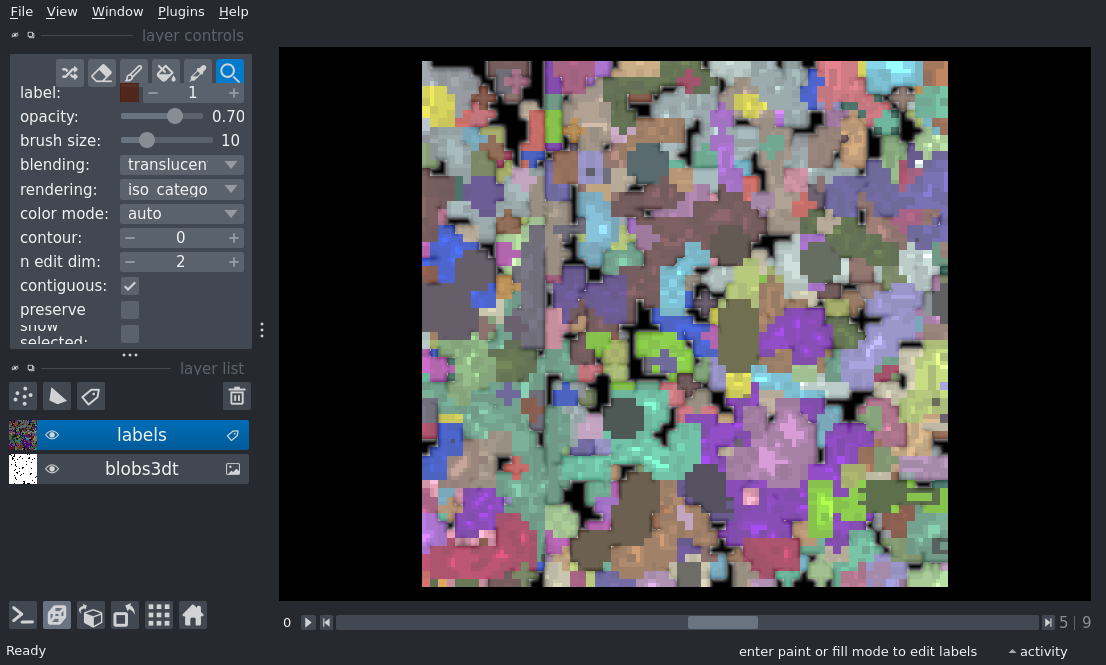 File View Window Plugins Help
layer controls
label: 1
opacity: 0.70
brush size: 10
blending: translucen
rendering: iso_catego
color mode: auto
contour: 0
n edit dim: 2
contiguous:
preserve
show
selected:
layer list
labels
blobs3dt
0 5 | 9
Ready enter paint or fill mode to edit labels activity